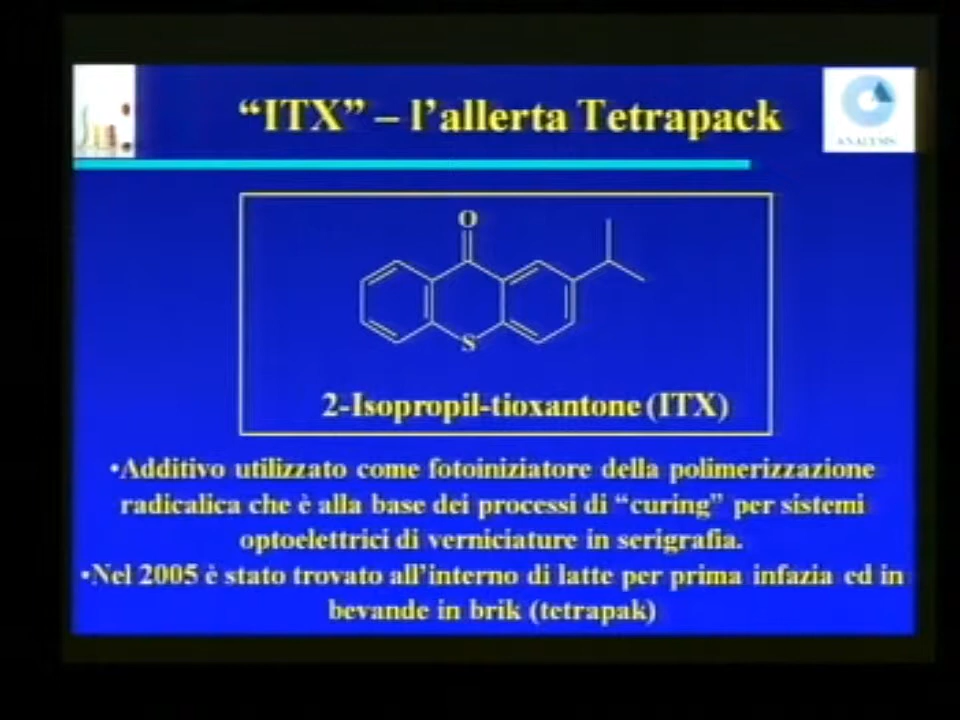 “ITX” – l’allerta Tetrapack
ANALYSIS
O
S
2-Isopropil-tioxantone (ITX)
•Additivo utilizzato come fotoiniziatore della polimerizzazione
radicalica che è alla base dei processi di “curing” per sistemi
optoelettrici di verniciature in serigrafia.
•Nel 2005 è stato trovato all’interno di latte per prima infazia ed in
bevande in brik (tetrapak)